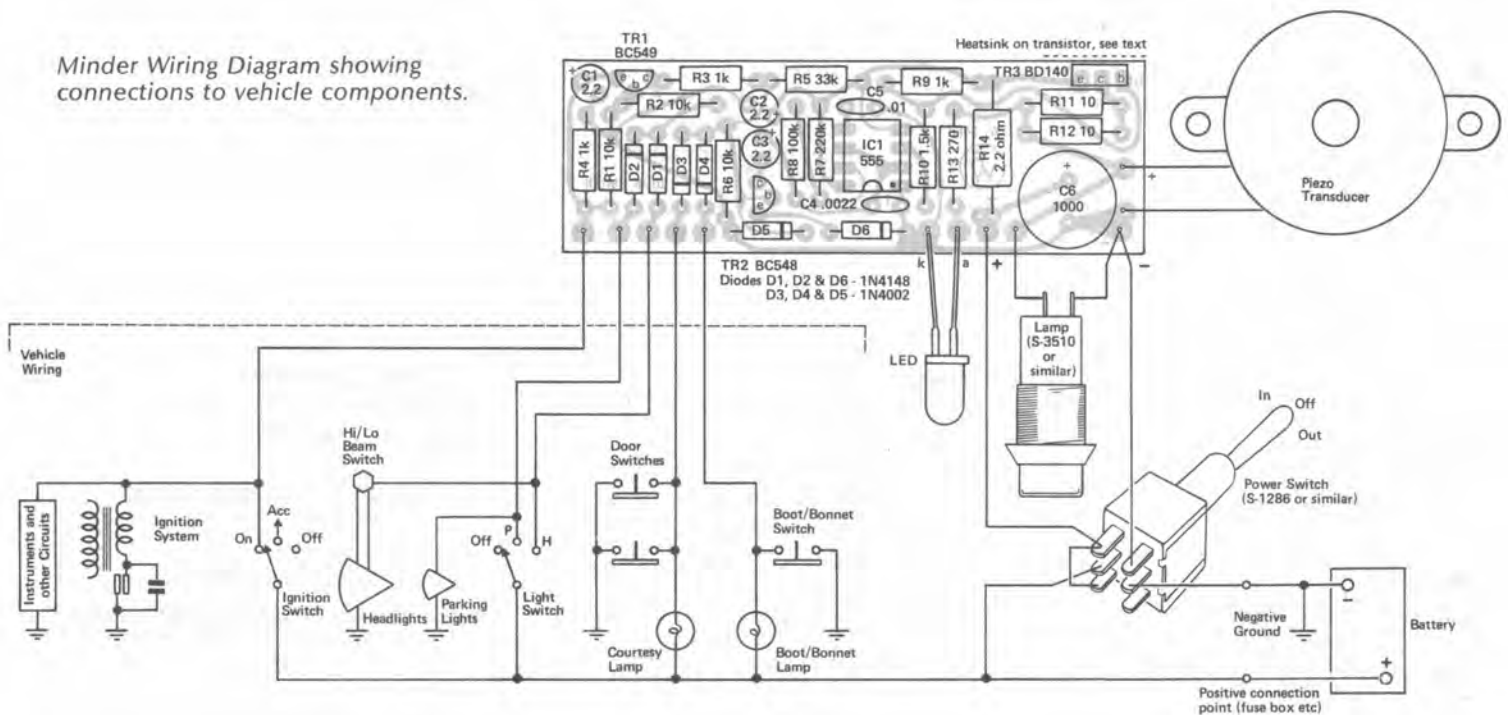 Minder Wiring Diagram showing
connections to vehicle components.
TR1
BC549
Heatsink on transistor, see text
TR3 BD140
e c b
+
C1
2.2
e b c
R3 1k
R5 33k
C5
.01
R9 1k
R11 10
R2 10k
C2
2.2
+
R12 10
R4 1k
R1 10k
D2
D1
D3
D4
R6 10k
+
C3
2.2
R8 100k
R7 220k
IC1
555
R10 1.5k
R13 270
R14
2.2 ohm
+
C6
1000
+
-
Piezo
Transducer
c b e
C4 .0022
D5
D6
k
a
+
-
TR2 BC548
Diodes D1, D2 & D6 - 1N4148
D3, D4 & D5 - 1N4002
Vehicle
Wiring
LED
Lamp
(S-3510
or
similar)
In
Off
Out
Power Switch
(S-1286 or similar)
Instruments and
other Circuits
Ignition
System
On
Acc
Off
Ignition
Switch
Hi/Lo
Beam
Switch
Headlights
Parking
Lights
Off
P
H
Light
Switch
Door
Switches
Courtesy
Lamp
Boot/Bonnet
Switch
Boot/Bonnet
Lamp
Negative
Ground
-
Battery
+
Positive connection
point (fuse box etc)